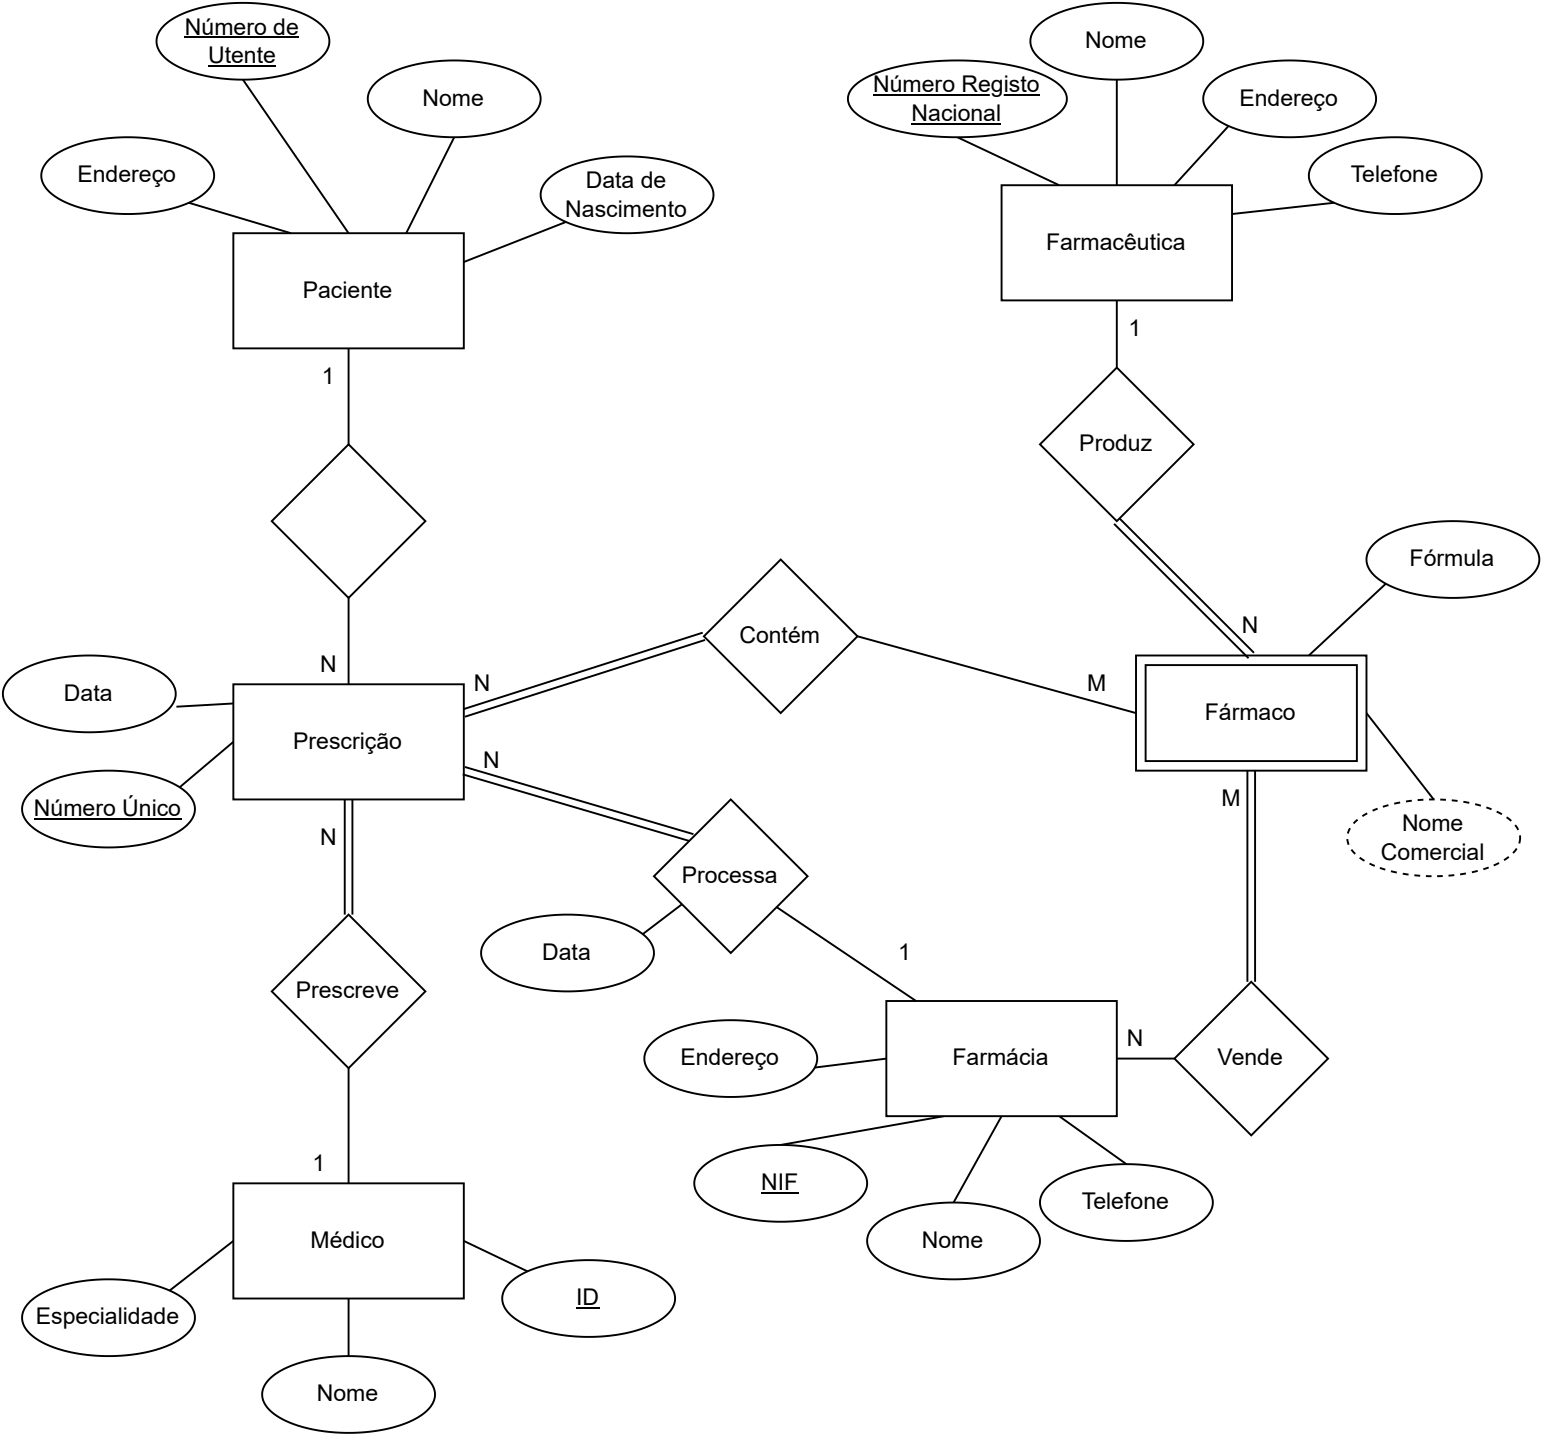 Número de
Utente
Nome
Endereço
Data de
Nascimento
Paciente
1
N
Nome
Número Registo
Nacional
Endereço
Telefone
Farmacêutica
1
Produz
N
Fórmula
Fármaco
Nome
Comercial
M
M
Contém
N
Data
Prescrição
Número Único
N
N
Processa
Data
1
Prescreve
1
Médico
Especialidade
ID
Nome
Endereço
Farmácia
N
Vende
NIF
Nome
Telefone